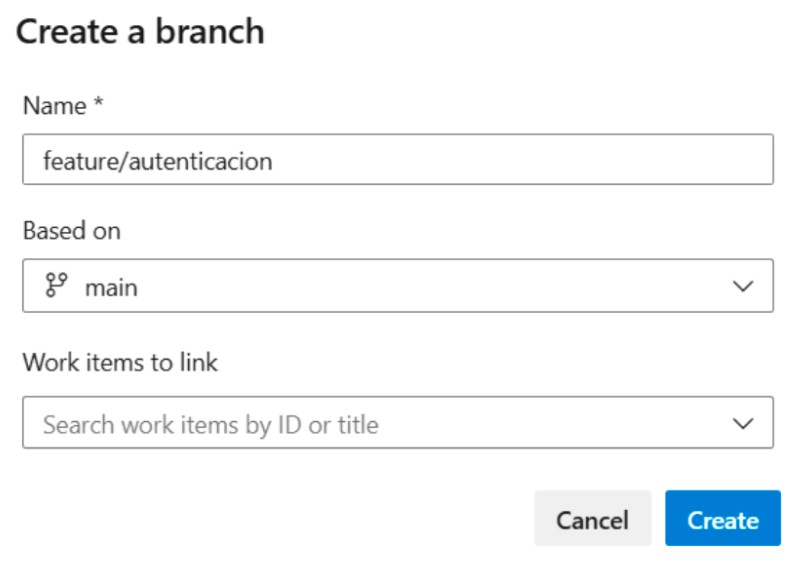 Create a branch
Name *
feature/autenticacion
Based on
main
Work items to link
Search work items by ID or title
Cancel
Create